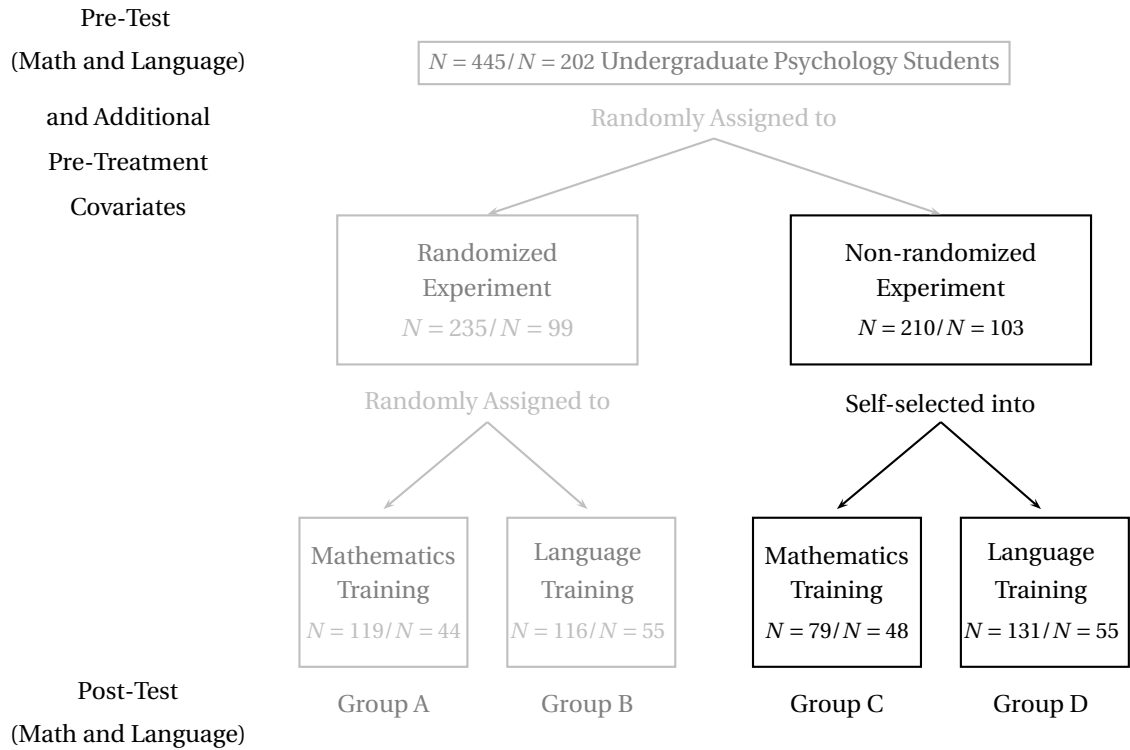 Pre-Test
(Math and Language)
and Additional
Pre-Treatment
Covariates
N = 445/N = 202 Undergraduate Psychology Students
Randomly Assigned to
Randomized
Experiment
N = 235/N = 99
Non-randomized
Experiment
N = 210/N = 103
Randomly Assigned to
Self-selected into
Mathematics
Training
N = 119/N = 44
Language
Training
N = 116/N = 55
Mathematics
Training
N = 79/N = 48
Language
Training
N = 131/N = 55
Post-Test
(Math and Language)
Group A
Group B
Group C
Group D